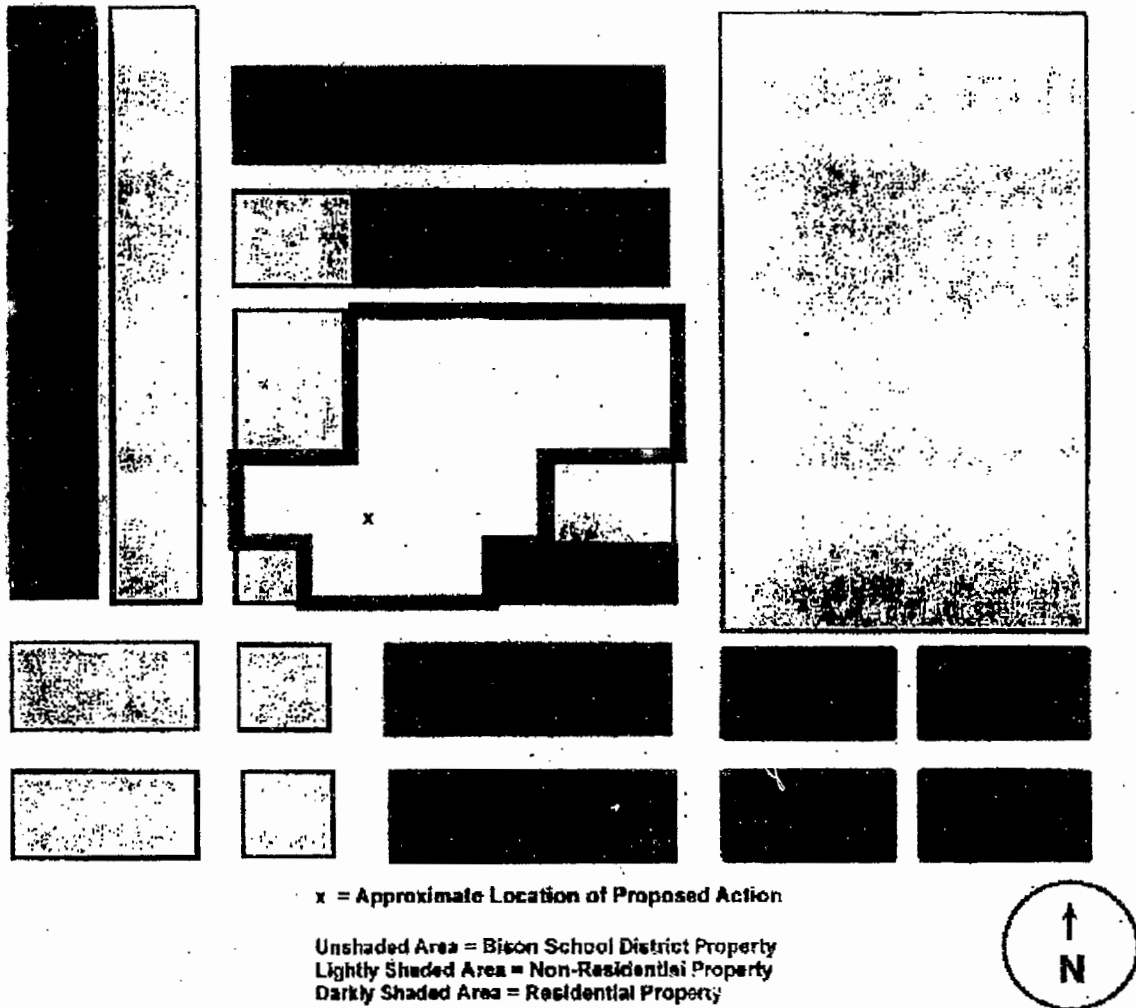 x
x = Approximate Location of Proposed Action
Unshaded Area = Bison School District Property
Lightly Shaded Area = Non-Residential Property
Darkly Shaded Area = Residential Property
N